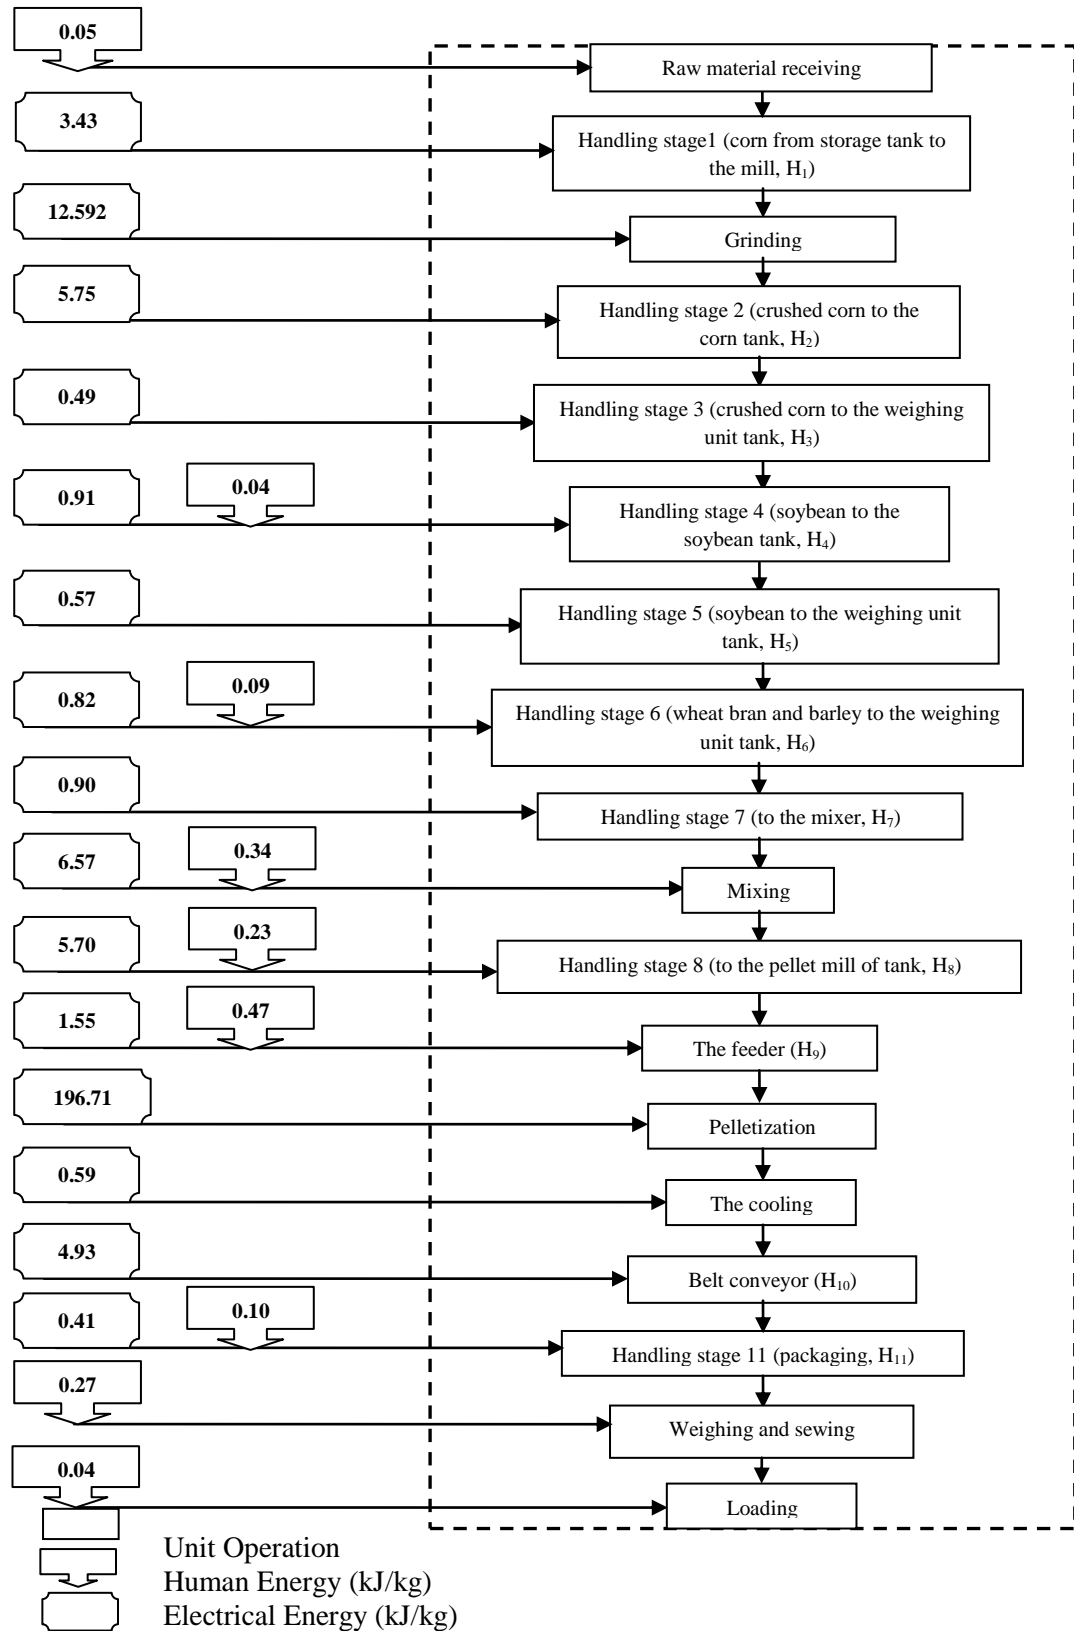 0.05
Raw material receiving
3.43
Handling stage1 (corn from storage tank to
the mill, H₁)
12.592
Grinding
5.75
Handling stage 2 (crushed corn to the
corn tank, H₂)
0.49
Handling stage 3 (crushed corn to the weighing
unit tank, H₃)
0.91
0.04
Handling stage 4 (soybean to the
soybean tank, H₄)
0.57
Handling stage 5 (soybean to the weighing unit
tank, H₅)
0.82
0.09
Handling stage 6 (wheat bran and barley to the weighing
unit tank, H₆)
0.90
Handling stage 7 (to the mixer, H₇)
6.57
0.34
Mixing
5.70
0.23
Handling stage 8 (to the pellet mill of tank, H₈)
1.55
0.47
The feeder (H₉)
196.71
Pelletization
0.59
The cooling
4.93
Belt conveyor (H₁₀)
0.41
0.10
Handling stage 11 (packaging, H₁₁)
0.27
Weighing and sewing
0.04
Loading
Unit Operation
Human Energy (kJ/kg)
Electrical Energy (kJ/kg)